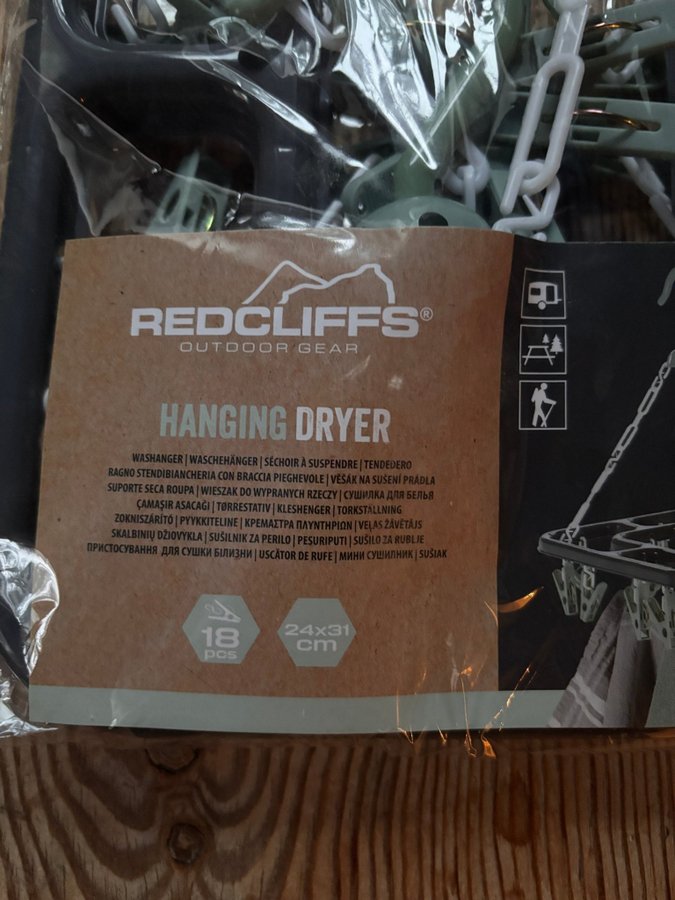 REDCLIFFS®
OUTDOOR GEAR
HANGING DRYER
WASHANGER | WASCHEHÄNGER | SÉCHOIR À SUSPENDRE | TENDEDERO
RAGNO STENDIBIANCHERIA CON BRACCIA PIEGHEVOLE | VĚŠÁK NA SUŠENÍ PRÁDLA
SUPORTE SECA ROUPA | WIESZAK DO WYPRANYCH RZECZY | СУШИЛКА ДЛЯ БЕЛЬЯ
ÇAMAŞIR ASACAĞI | TØRRESTATIV | KLESHENGER | TORKSTÄLLNING
ZOKNISZÁRÍTÓ | PYYKKITELINE | ΚΡΕΜΑΣΤΡΑ ΠΛΥΝΤΗΡΙΩΝ | VEĻAS ŽĀVĒTĀJS
SKALBINIŲ DŽIOVYKLA | SUŠILNIK ZA PERILO | PEŞURIPUTI | SUŠILO ZA RUBLJE
ПРИСТОСУВАННЯ ДЛЯ СУШКИ БІЛИЗНИ | USCĂTOR DE RUFE | МИНИ СУШИЛНИК | SUŠIAK
18
pcs
24x31
cm